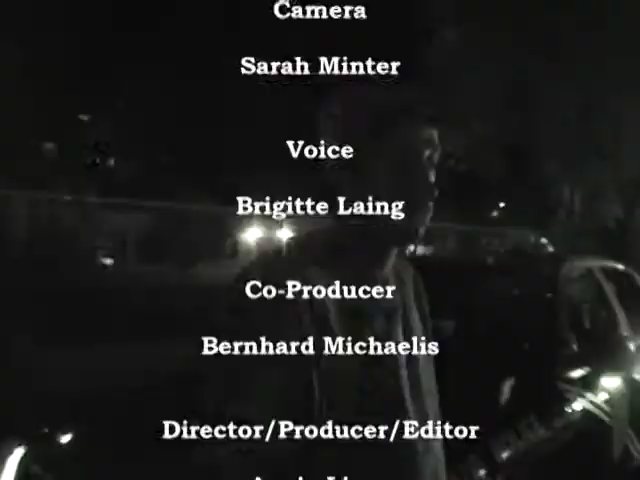 Camera
Sarah Minter
Voice
Brigitte Laing
Co-Producer
Bernhard Michaelis
Director/Producer/Editor